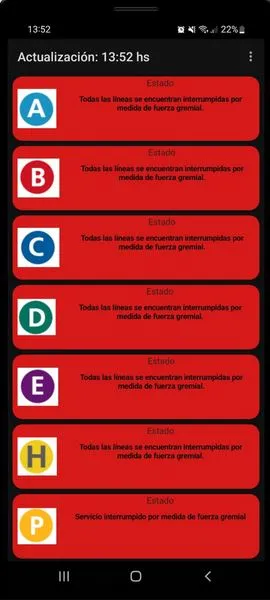 13:52
22%
Actualización: 13:52 hs
Estado
A
Todas las líneas se encuentran interrumpidas por
medida de fuerza gremial.
Estado
B
Todas las líneas se encuentran interrumpidas por
medida de fuerza gremial.
Estado
C
Todas las líneas se encuentran interrumpidas por
medida de fuerza gremial.
Estado
D
Todas las líneas se encuentran interrumpidas por
medida de fuerza gremial.
Estado
E
Todas las líneas se encuentran interrumpidas por
medida de fuerza gremial.
Estado
H
Todas las líneas se encuentran interrumpidas por
medida de fuerza gremial.
Estado
P
Servicio interrumpido por medida de fuerza gremial